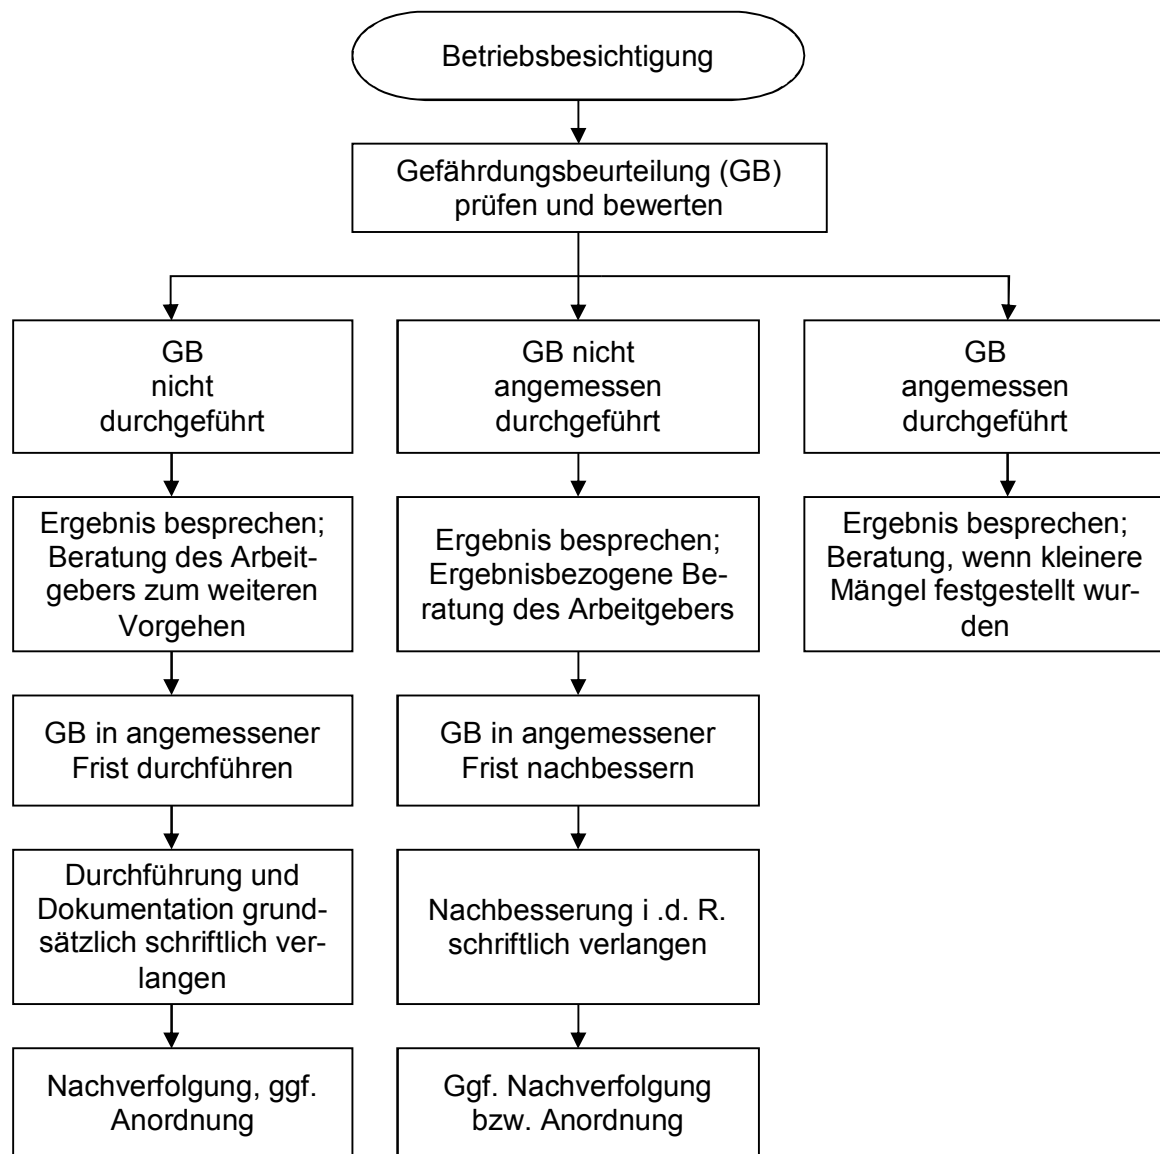 Betriebsbesichtigung
Gefährdungsbeurteilung (GB)
prüfen und bewerten
GB
nicht
durchgeführt
GB nicht
angemessen
durchgeführt
GB
angemessen
durchgeführt
Ergebnis besprechen;
Beratung des Arbeit-
gebers zum weiteren
Vorgehen
Ergebnis besprechen;
Ergebnisbezogene Be-
ratung des Arbeitgebers
Ergebnis besprechen;
Beratung, wenn kleinere
Mängel festgestellt wur-
den
GB in angemessener
Frist durchführen
GB in angemessener
Frist nachbessern
Durchführung und
Dokumentation grund-
sätzlich schriftlich ver-
langen
Nachbesserung i .d. R.
schriftlich verlangen
Nachverfolgung, ggf.
Anordnung
Ggf. Nachverfolgung
bzw. Anordnung